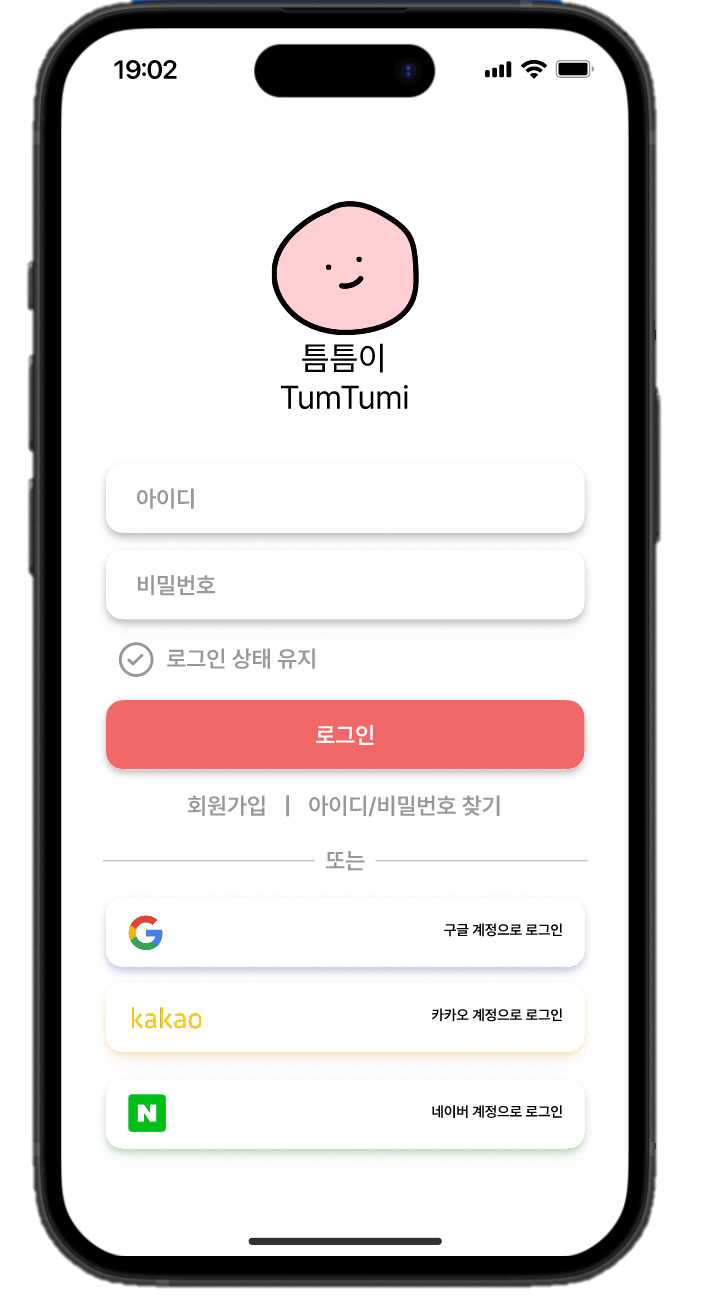 19:02
틈틈이
TumTumi
아이디
비밀번호
로그인 상태 유지
로그인
회원가입 | 아이디/비밀번호 찾기
또는
구글 계정으로 로그인
kakao 카카오 계정으로 로그인
N 네이버 계정으로 로그인